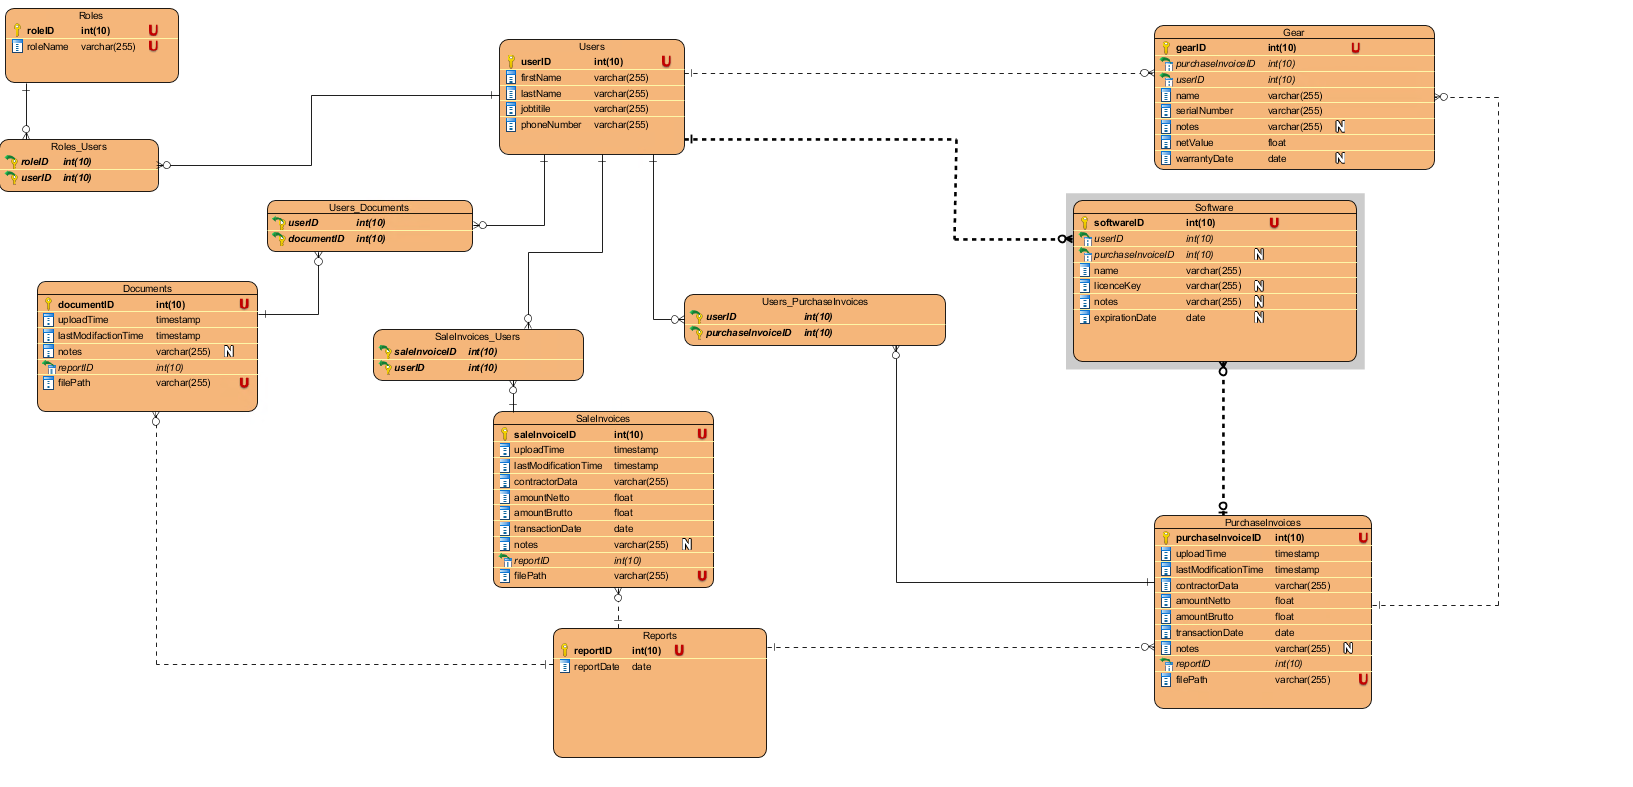 Roles
roleID int(10) U
roleName varchar(255) U
Roles_Users
roleID int(10)
userID int(10)
Users
userID int(10) U
firstName varchar(255)
lastName varchar(255)
jobtitile varchar(255)
phoneNumber varchar(255)
Gear
gearID int(10) U
purchaseInvoiceID int(10)
userID int(10)
name varchar(255)
serialNumber varchar(255)
notes varchar(255) N
netValue float
warrantyDate date N
Users_Documents
userID int(10)
documentID int(10)
Software
softwareID int(10) U
userID int(10)
purchaseInvoiceID int(10) N
name varchar(255)
licenceKey varchar(255) N
notes varchar(255) N
expirationDate date N
Documents
documentID int(10) U
uploadTime timestamp
lastModifactionTime timestamp
notes varchar(255) N
reportID int(10)
filePath varchar(255) U
Users_PurchaseInvoices
userID int(10)
purchaseInvoiceID int(10)
SaleInvoices_Users
saleInvoiceID int(10)
userID int(10)
SaleInvoices
saleInvoiceID int(10) U
uploadTime timestamp
lastModificationTime timestamp
contractorData varchar(255)
amountNetto float
amountBrutto float
transactionDate date
notes varchar(255) N
reportID int(10)
filePath varchar(255) U
PurchaseInvoices
purchaseInvoiceID int(10) U
uploadTime timestamp
lastModificationTime timestamp
contractorData varchar(255)
amountNetto float
amountBrutto float
transactionDate date
notes varchar(255) N
reportID int(10)
filePath varchar(255) U
Reports
reportID int(10) U
reportDate date